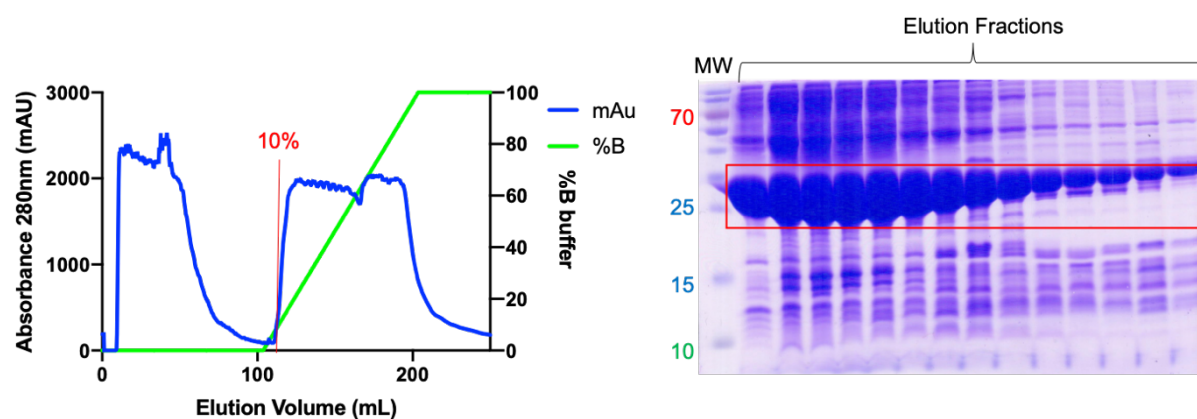 3000
2000
1000
0
Absorbance 280nm (mAU)
0
100
200
Elution Volume (mL)
10%
100
80
60
40
20
0
%B buffer
mAu
%B
Elution Fractions
MW
70
25
15
10